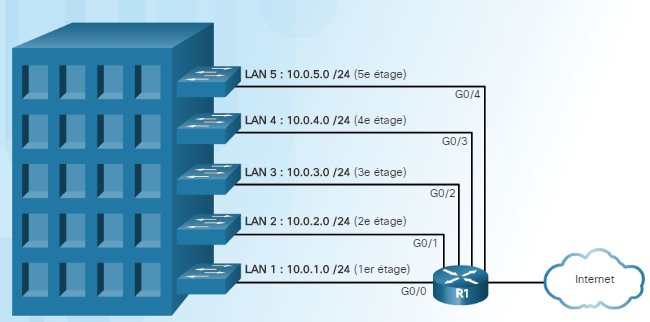 LAN 5 : 10.0.5.0 /24 (5e étage)
G0/4
LAN 4 : 10.0.4.0 /24 (4e étage)
G0/3
LAN 3 : 10.0.3.0 /24 (3e étage)
G0/2
LAN 2 : 10.0.2.0 /24 (2e étage)
G0/1
LAN 1 : 10.0.1.0 /24 (1er étage)
G0/0
R1
Internet